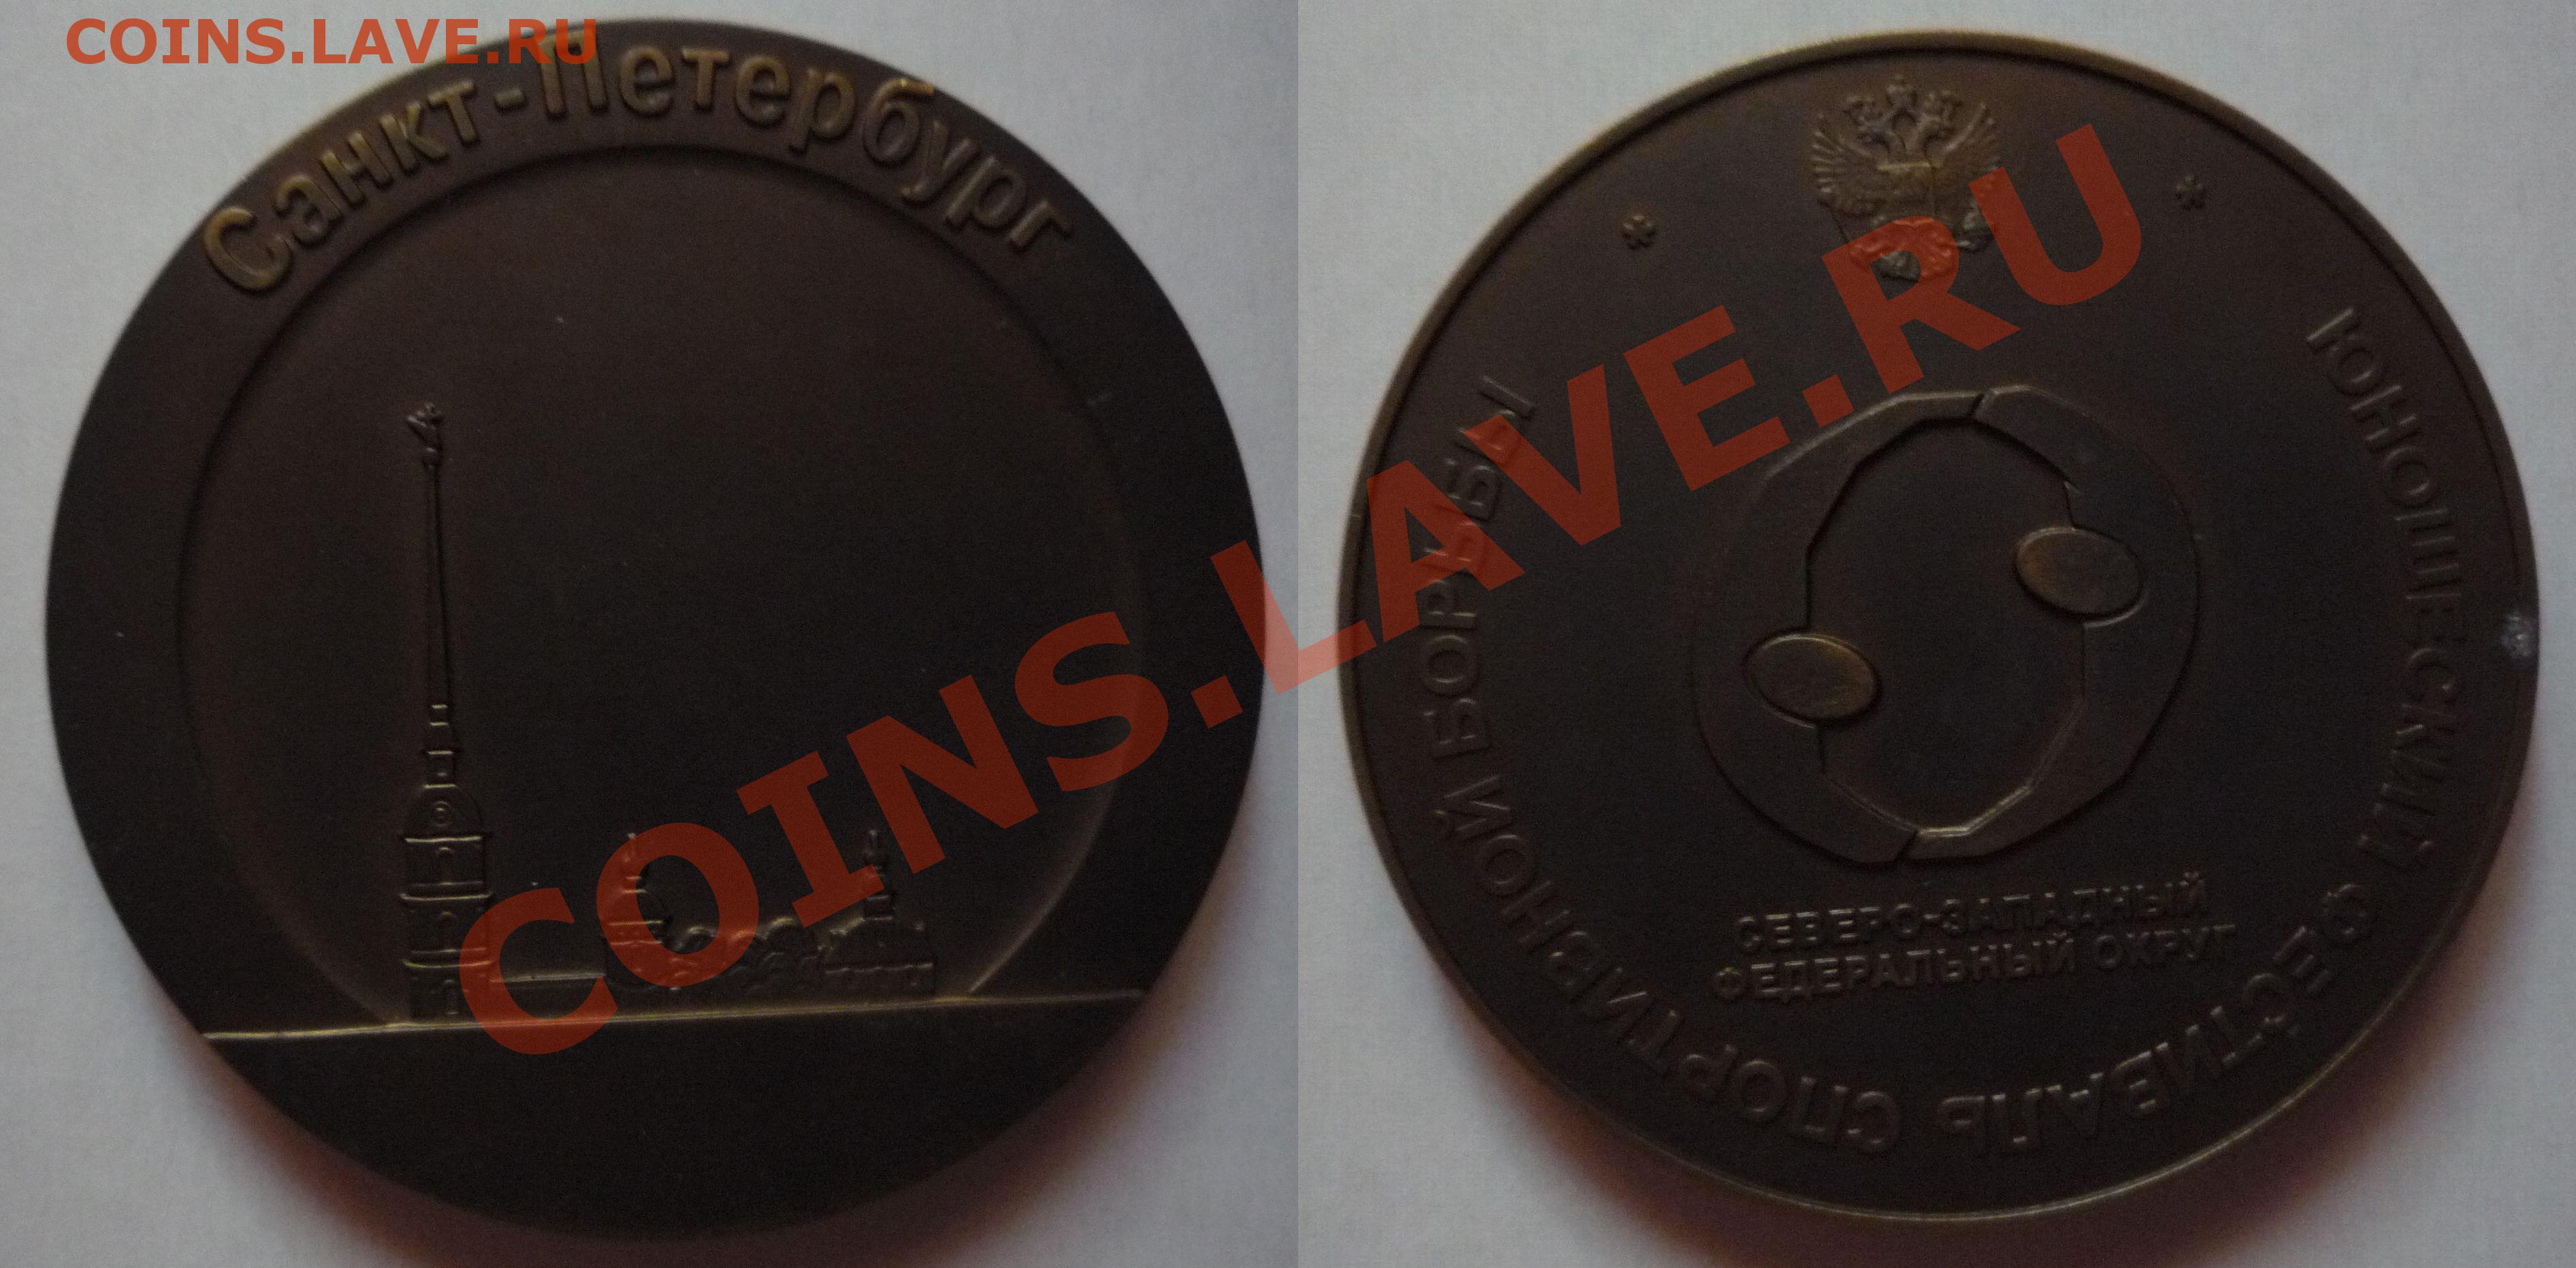 COINS.LAVE.RU
Санкт-Петербург
ЮНОШЕСКИЙ ФЕСТИВАЛЬ СПОРТИВНОЙ БОРЬБЫ
СЕВЕРО-ЗАПАДНЫЙ
ФЕДЕРАЛЬНЫЙ ОКРУГ
COINS.LAVE.RU